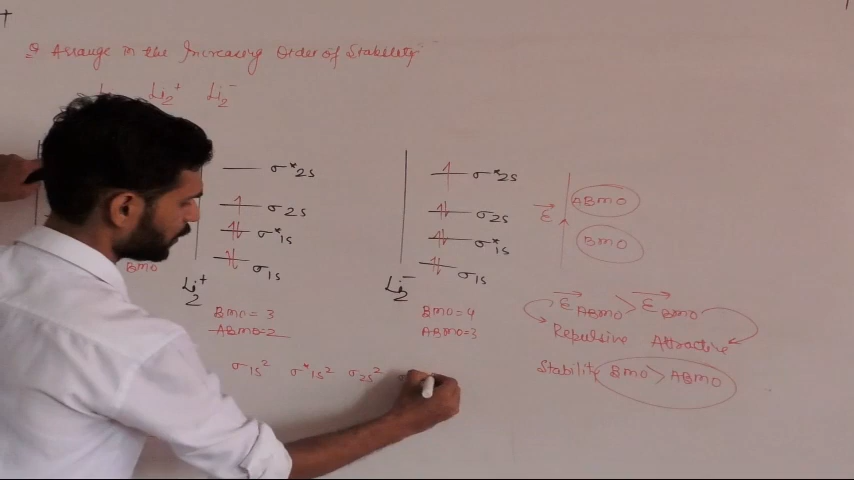 Q Arrange in the Increasing Order of Stability"
Li2+ Li2-
σ*2s
σ2s
σ*1s
σ1s
Li2+
BMO = 3
ABMO=2
BMO
σ*2s
σ2s
σ*1s
σ1s
Li2-
BMO = 4
ABMO=3
σ1s2 σ*1s2 σ2s2
E
ABMO
BMO
E ABMO > E BMO
Repulsive Attractive
Stability BMO > ABMO